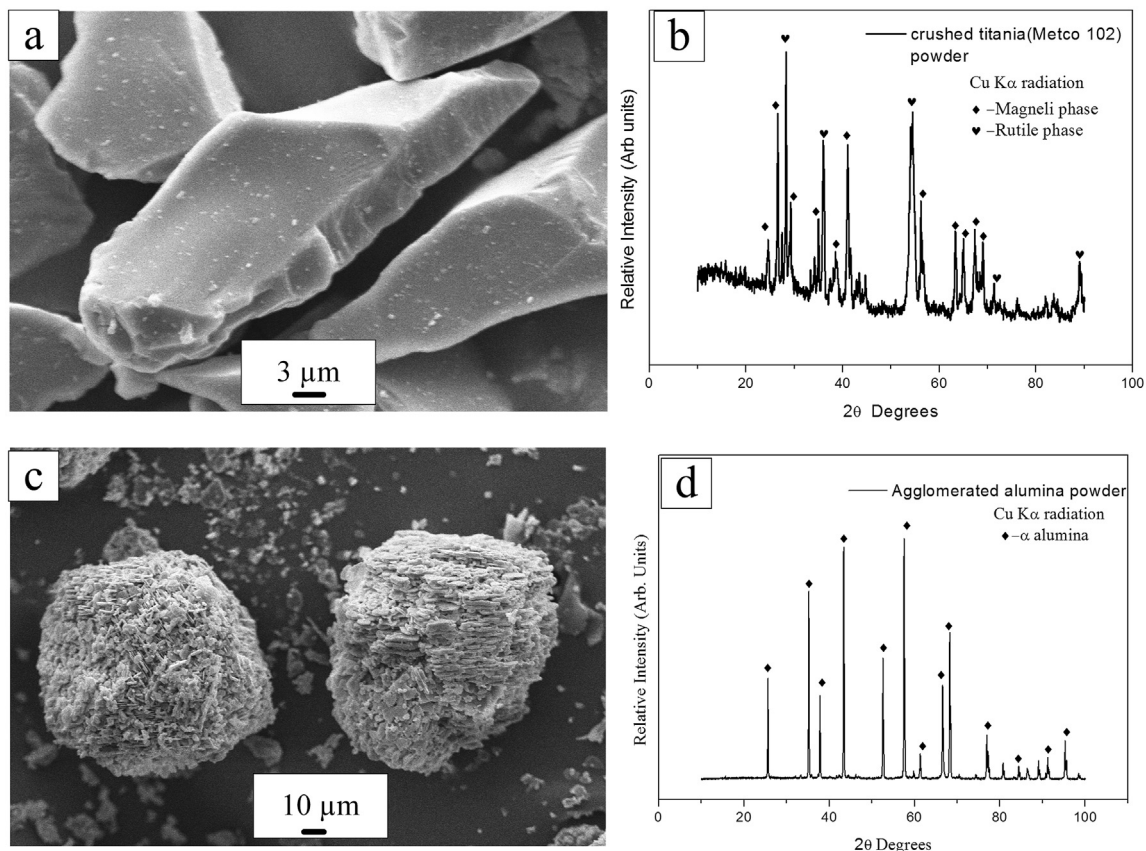 a
3 µm
b
crushed titania(Metco 102)
powder
Cu Kα radiation
♦ –Magneli phase
♥ –Rutile phase
Relative Intensity (Arb units)
0 20 40 60 80 100
2θ Degrees
c
10 µm
d
Agglomerated alumina powder
Cu Kα radiation
♦ –α alumina
Relative Intensity (Arb. Units)
0 20 40 60 80 100
2θ Degrees